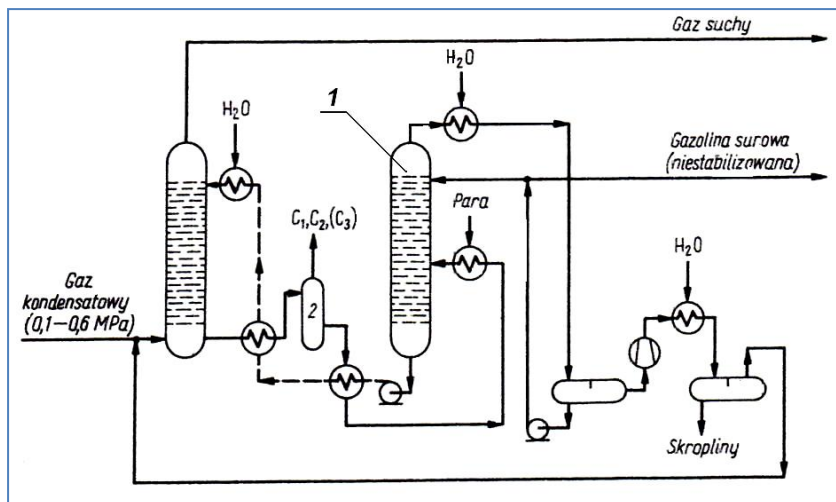 Gaz suchy
H₂O
H₂O
1
Gazolina surowa
(niestabilizowana)
Para
C₁,C₂,(C₃)
H₂O
Gaz
kondensatowy
(0,1–0,6 MPa)
2
Skropliny